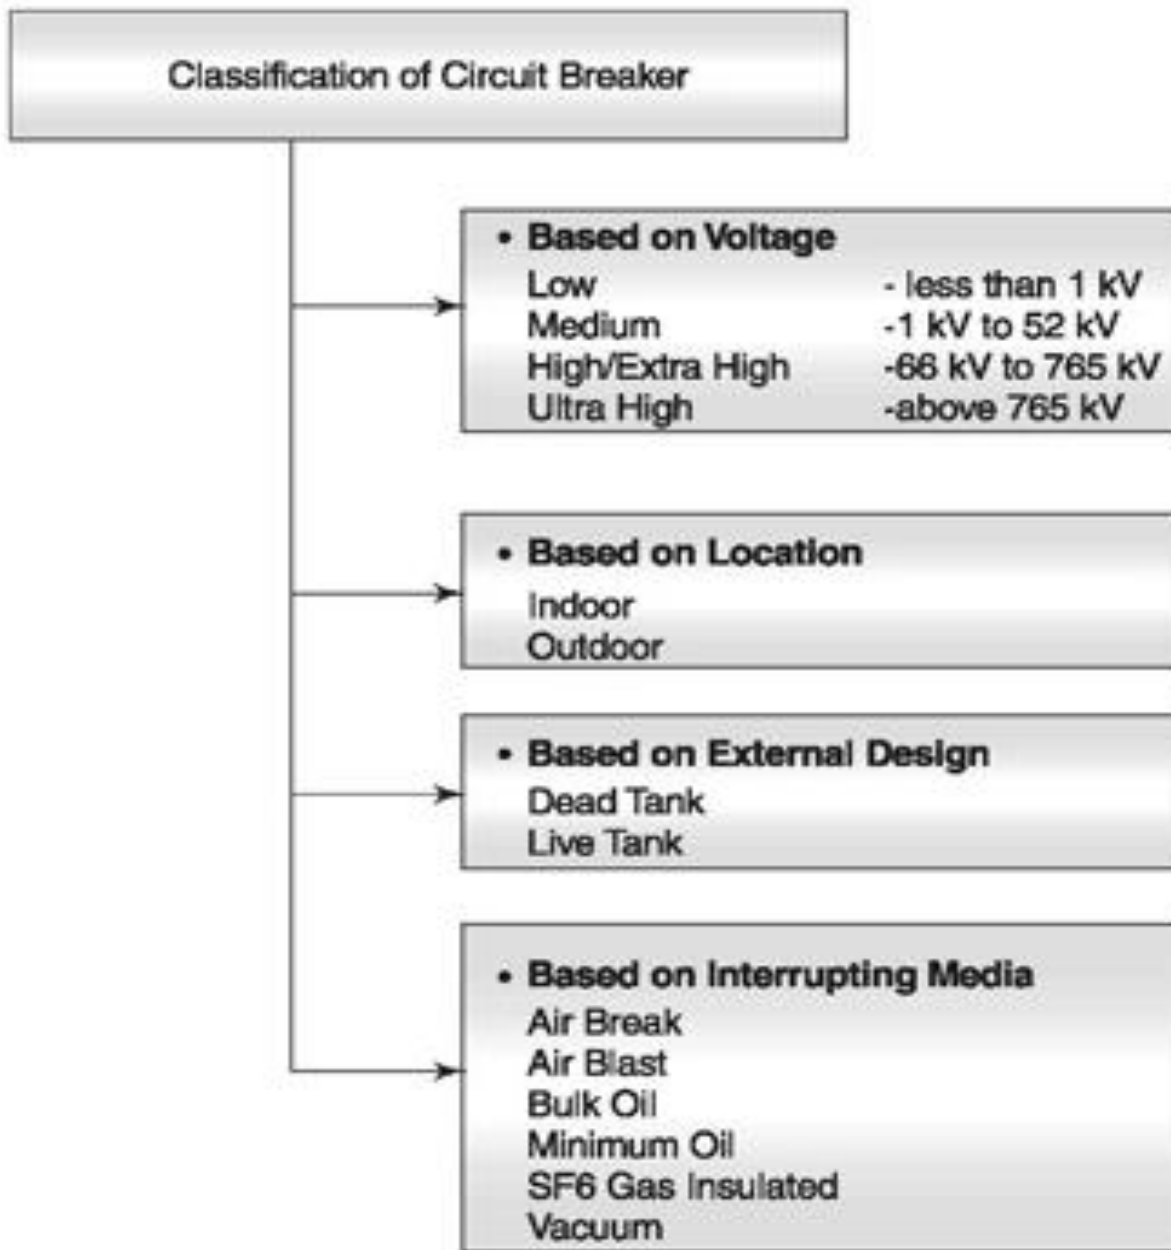 Classification of Circuit Breaker
• Based on Voltage
Low - less than 1 kV
Medium -1 kV to 52 kV
High/Extra High -66 kV to 765 kV
Ultra High -above 765 kV
• Based on Location
Indoor
Outdoor
• Based on External Design
Dead Tank
Live Tank
• Based on Interrupting Media
Air Break
Air Blast
Bulk Oil
Minimum Oil
SF6 Gas Insulated
Vacuum